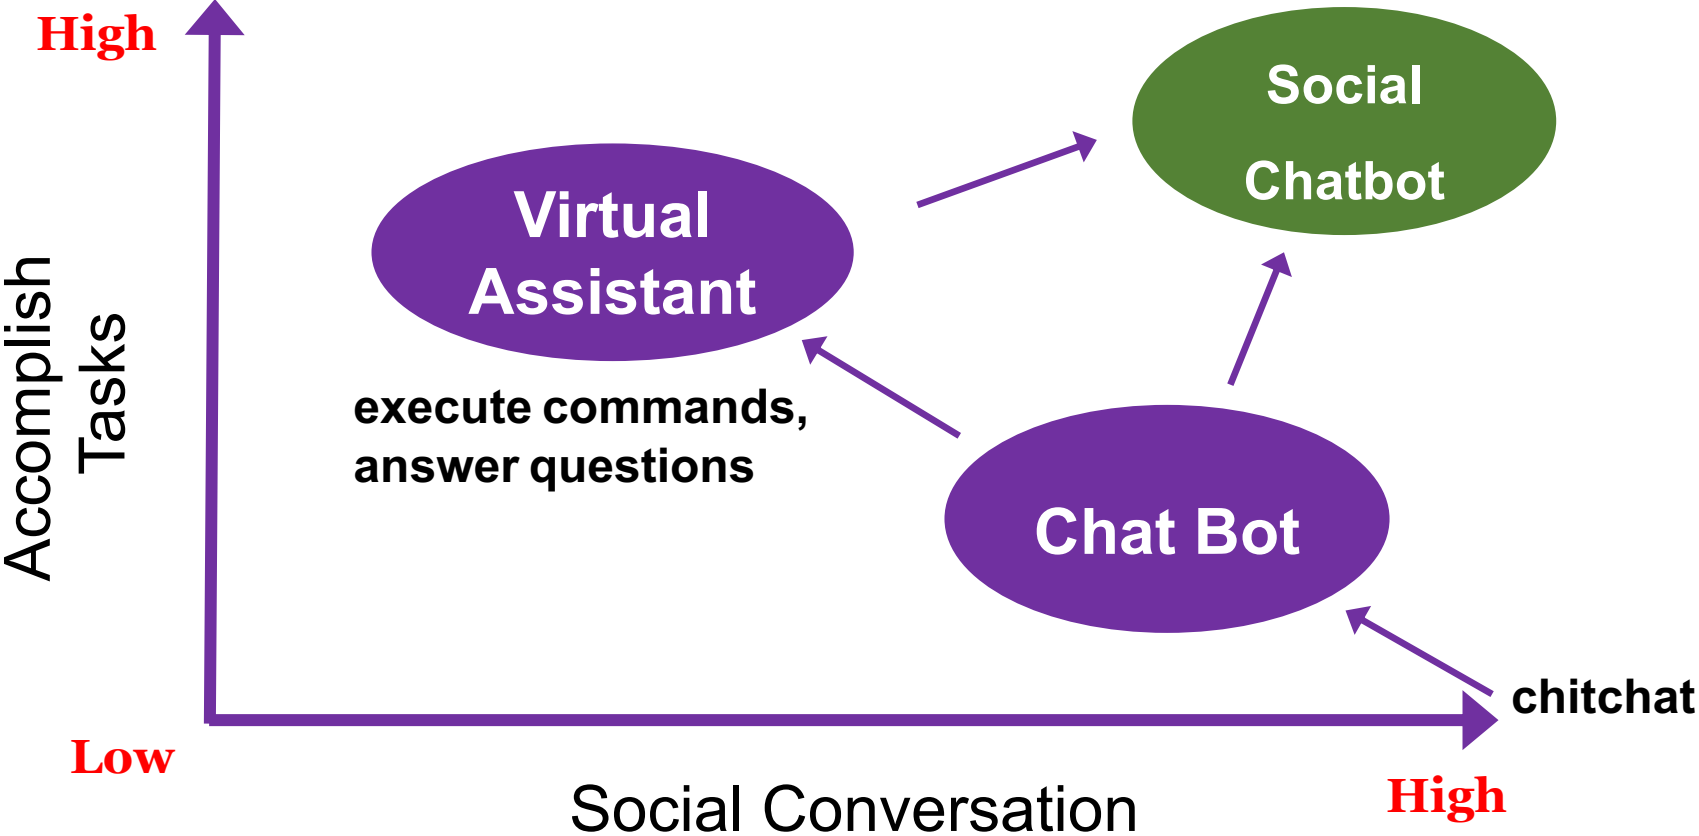 High
Social
Chatbot
Virtual
Assistant
Accomplish
Tasks
execute commands,
answer questions
Chat Bot
chitchat
Low
Social Conversation
High